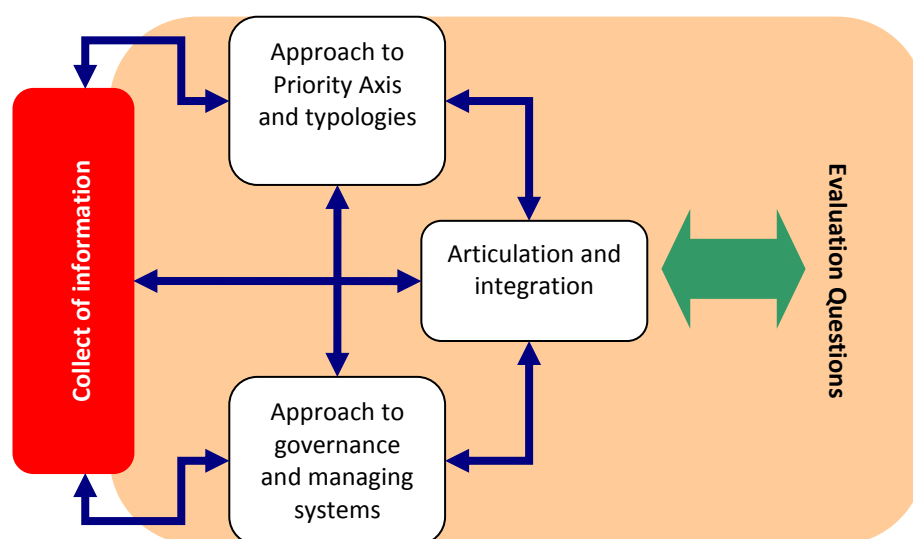 Collect of information
Approach to
Priority Axis
and typologies
Articulation and
integration
Approach to
governance
and managing
systems
Evaluation Questions